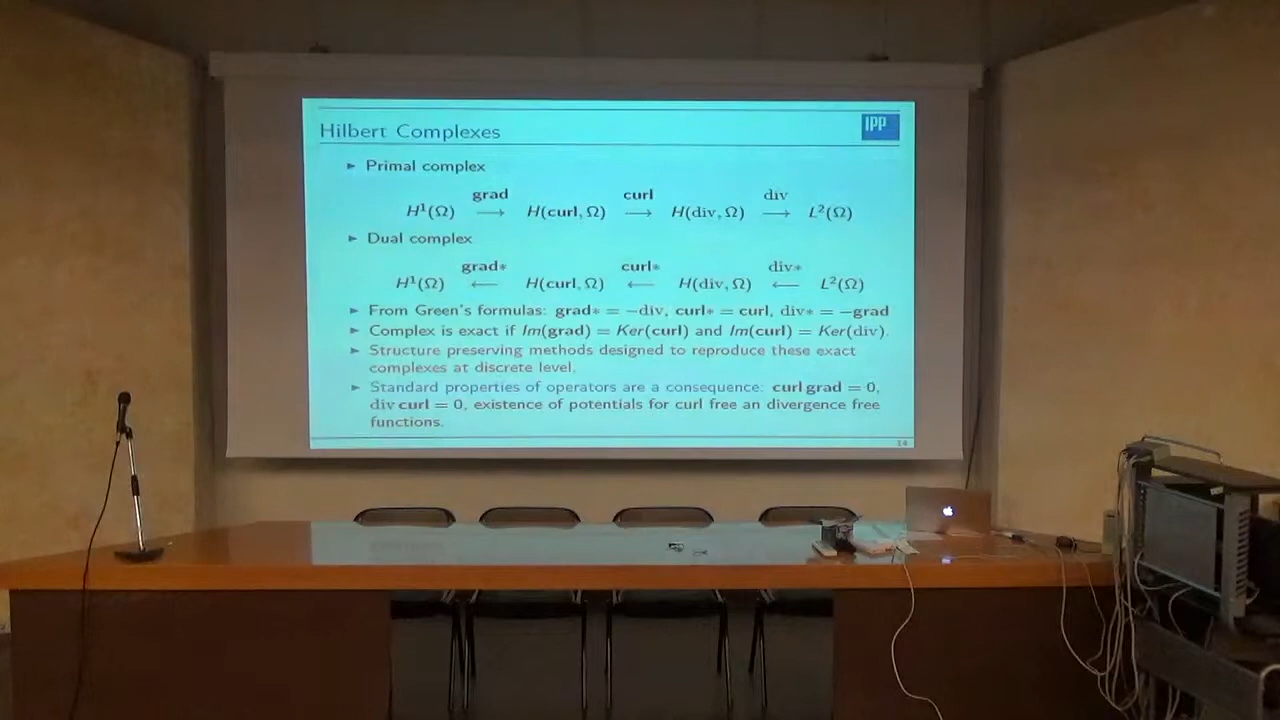 Hilbert Complexes
IPP
► Primal complex
grad curl div
H¹(Ω) ⟶ H(curl, Ω) ⟶ H(div, Ω) ⟶ L²(Ω)
► Dual complex
grad* curl* div*
H¹(Ω) ⟵ H(curl, Ω) ⟵ H(div, Ω) ⟵ L²(Ω)
► From Green's formulas: grad* = −div, curl* = curl, div* = −grad
► Complex is exact if Im(grad) = Ker(curl) and Im(curl) = Ker(div).
► Structure preserving methods designed to reproduce these exact
complexes at discrete level.
► Standard properties of operators are a consequence: curl grad = 0,
div curl = 0, existence of potentials for curl free an divergence free
functions.
14